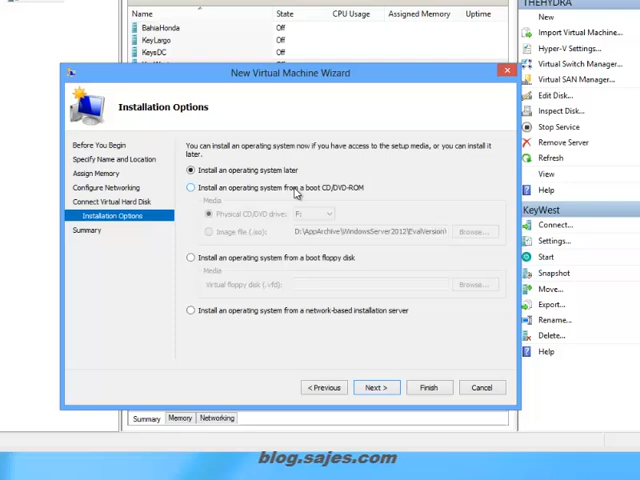 THEHYDRA
Name State CPU Usage Assigned Memory Uptime
New
BahiaHonda Off
Import Virtual Machine...
KeyLargo Off
Hyper-V Settings...
KeysDC Off
Virtual Switch Manager...
New Virtual Machine Wizard
Virtual SAN Manager...
Edit Disk...
Installation Options
Inspect Disk...
Stop Service
Before You Begin
You can install an operating system now if you have access to the setup media, or you can install it
later.
Remove Server
Specify Name and Location
Refresh
Assign Memory
Install an operating system later
View
Configure Networking
Install an operating system from a boot CD/DVD-ROM
Help
Connect Virtual Hard Disk
Media
Installation Options
Physical CD/DVD drive: F:
KeyWest
Summary
Image file (.iso): D:\AppArchive\WindowsServer2012\EvalVersion\ Browse...
Connect...
Settings...
Install an operating system from a boot floppy disk
Start
Media
Snapshot
Virtual floppy disk (.vfd): Browse...
Move...
Export...
Install an operating system from a network-based installation server
Rename...
Delete...
Help
< Previous Next > Finish Cancel
Summary Memory Networking
blog.sajes.com